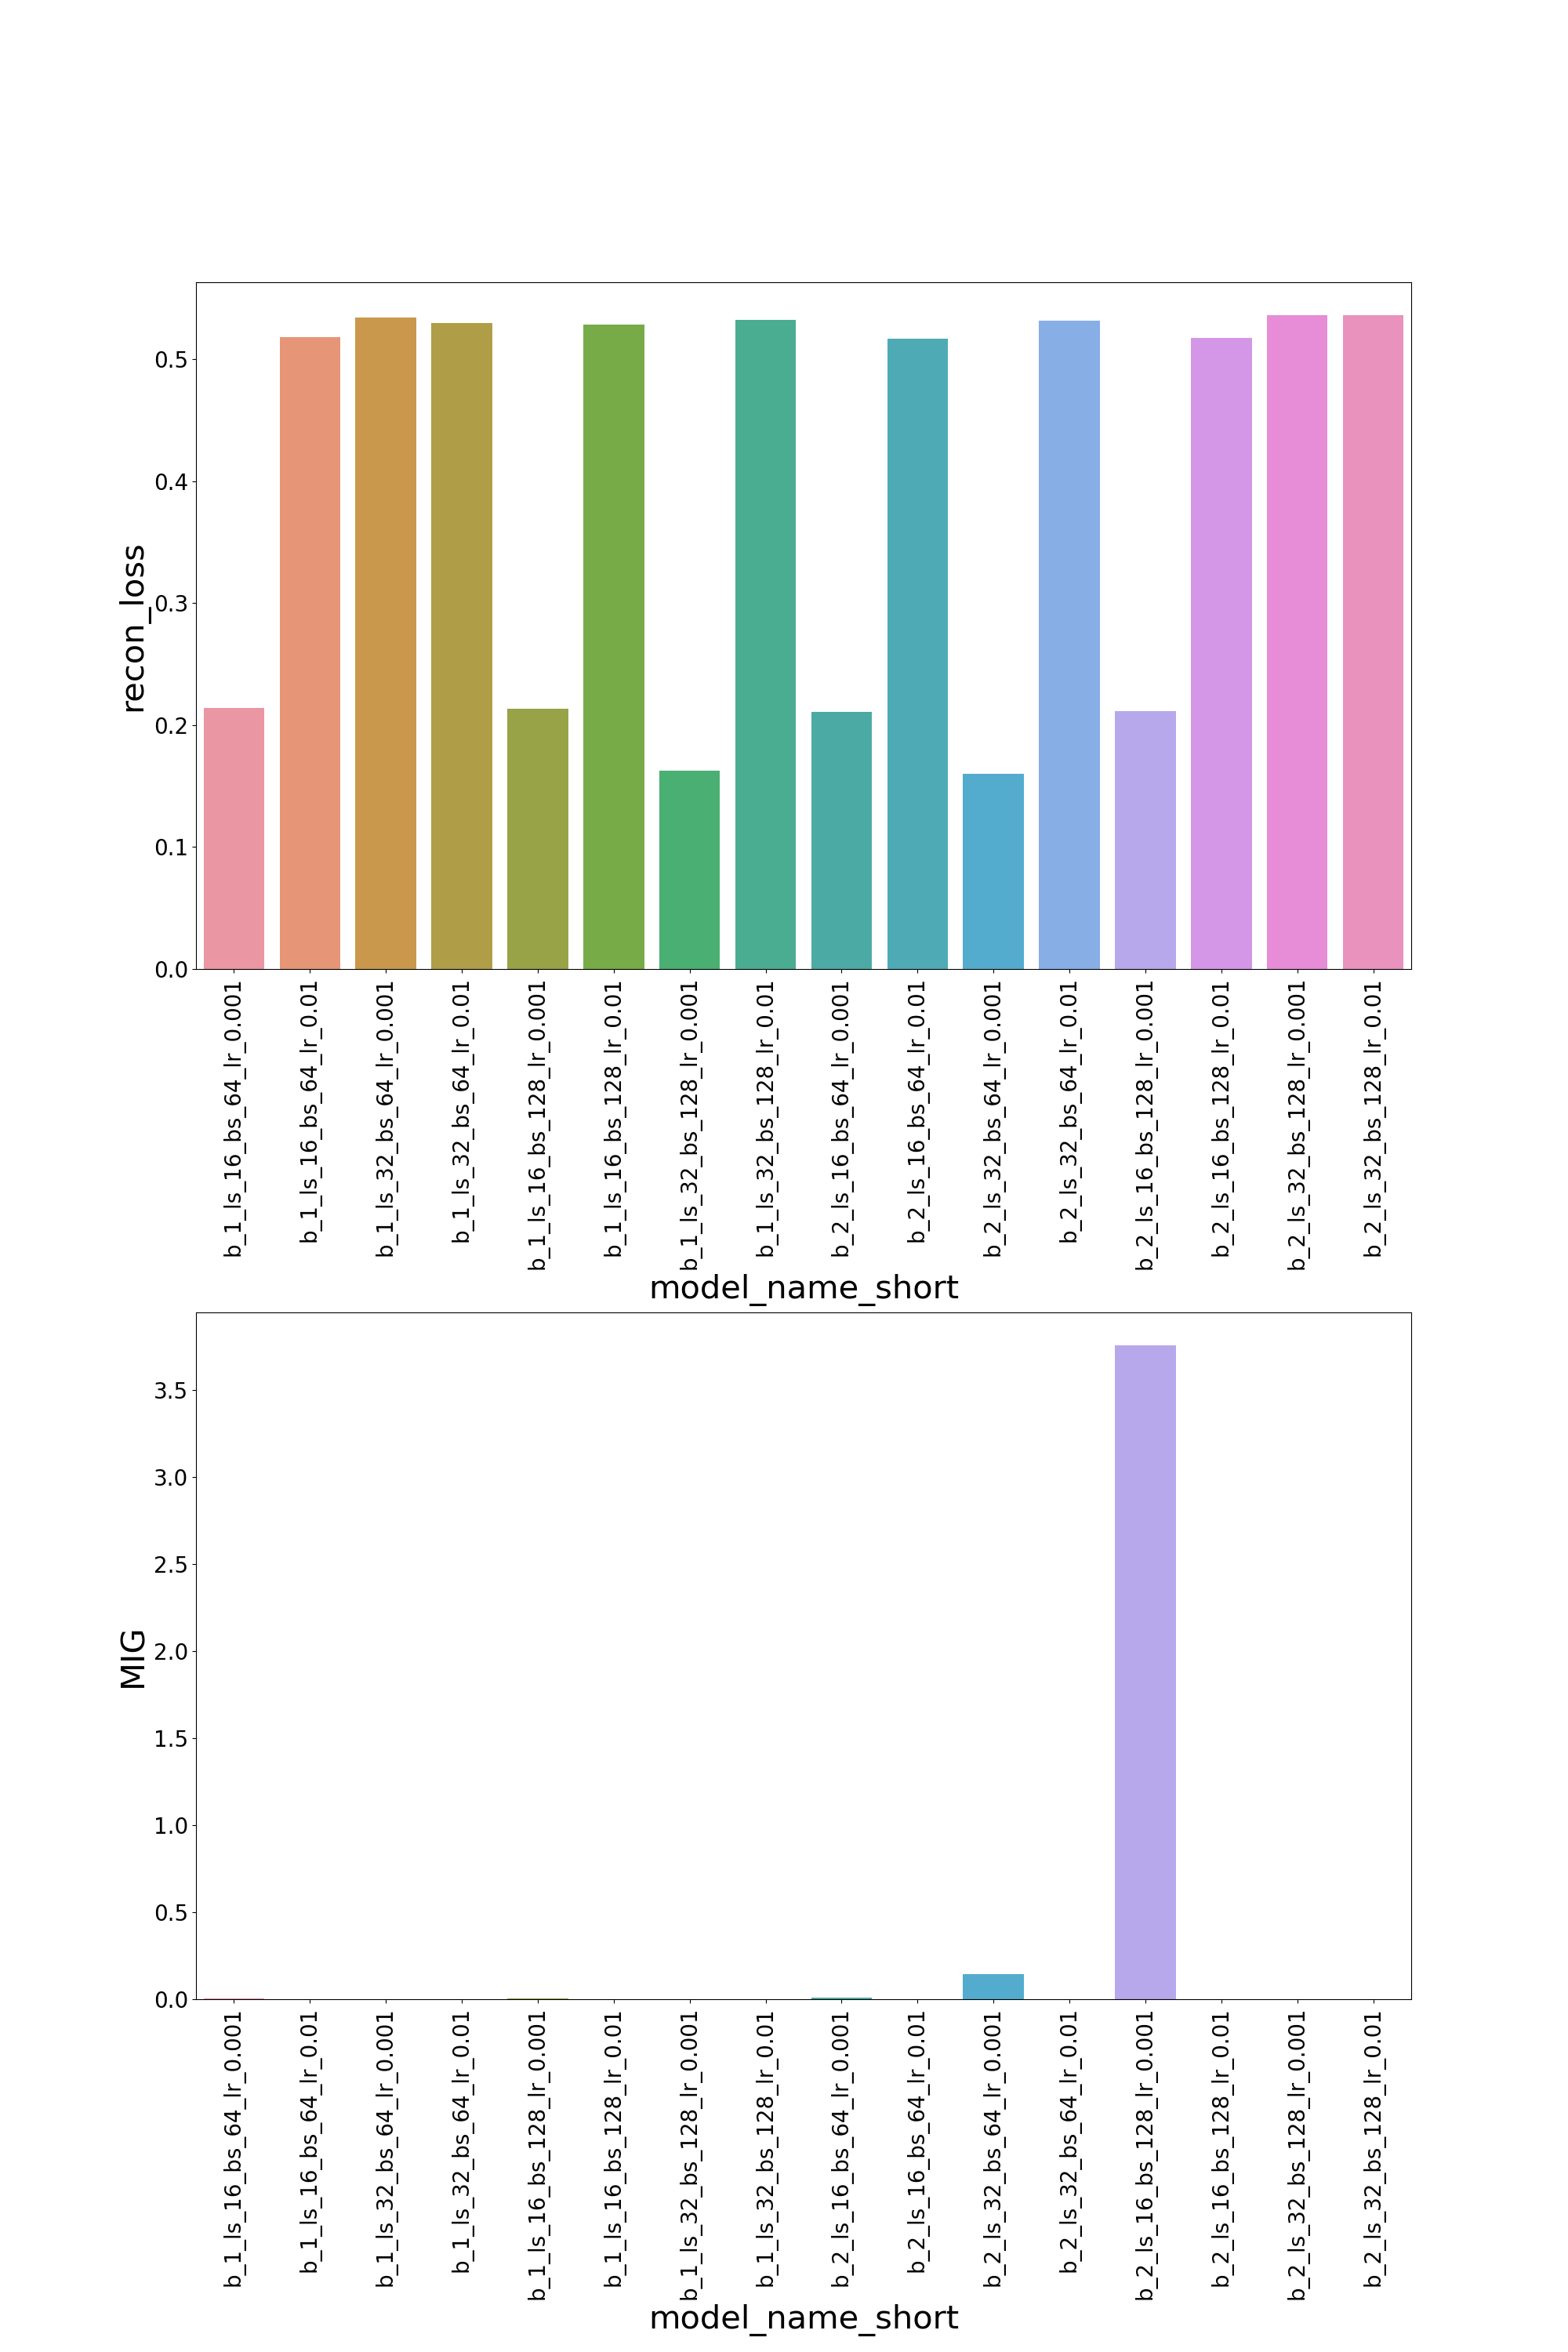 recon_loss
0.5
0.4
0.3
0.2
0.1
0.0
b_1_ls_16_bs_64_lr_0.001
b_1_ls_16_bs_64_lr_0.01
b_1_ls_32_bs_64_lr_0.001
b_1_ls_32_bs_64_lr_0.01
b_1_ls_16_bs_128_lr_0.001
b_1_ls_16_bs_128_lr_0.01
b_1_ls_32_bs_128_lr_0.001
b_1_ls_32_bs_128_lr_0.01
b_2_ls_16_bs_64_lr_0.001
b_2_ls_16_bs_64_lr_0.01
b_2_ls_32_bs_64_lr_0.001
b_2_ls_32_bs_64_lr_0.01
b_2_ls_16_bs_128_lr_0.001
b_2_ls_16_bs_128_lr_0.01
b_2_ls_32_bs_128_lr_0.001
b_2_ls_32_bs_128_lr_0.01
model_name_short
MIG
3.5
3.0
2.5
2.0
1.5
1.0
0.5
0.0
b_1_ls_16_bs_64_lr_0.001
b_1_ls_16_bs_64_lr_0.01
b_1_ls_32_bs_64_lr_0.001
b_1_ls_32_bs_64_lr_0.01
b_1_ls_16_bs_128_lr_0.001
b_1_ls_16_bs_128_lr_0.01
b_1_ls_32_bs_128_lr_0.001
b_1_ls_32_bs_128_lr_0.01
b_2_ls_16_bs_64_lr_0.001
b_2_ls_16_bs_64_lr_0.01
b_2_ls_32_bs_64_lr_0.001
b_2_ls_32_bs_64_lr_0.01
b_2_ls_16_bs_128_lr_0.001
b_2_ls_16_bs_128_lr_0.01
b_2_ls_32_bs_128_lr_0.001
b_2_ls_32_bs_128_lr_0.01
model_name_short